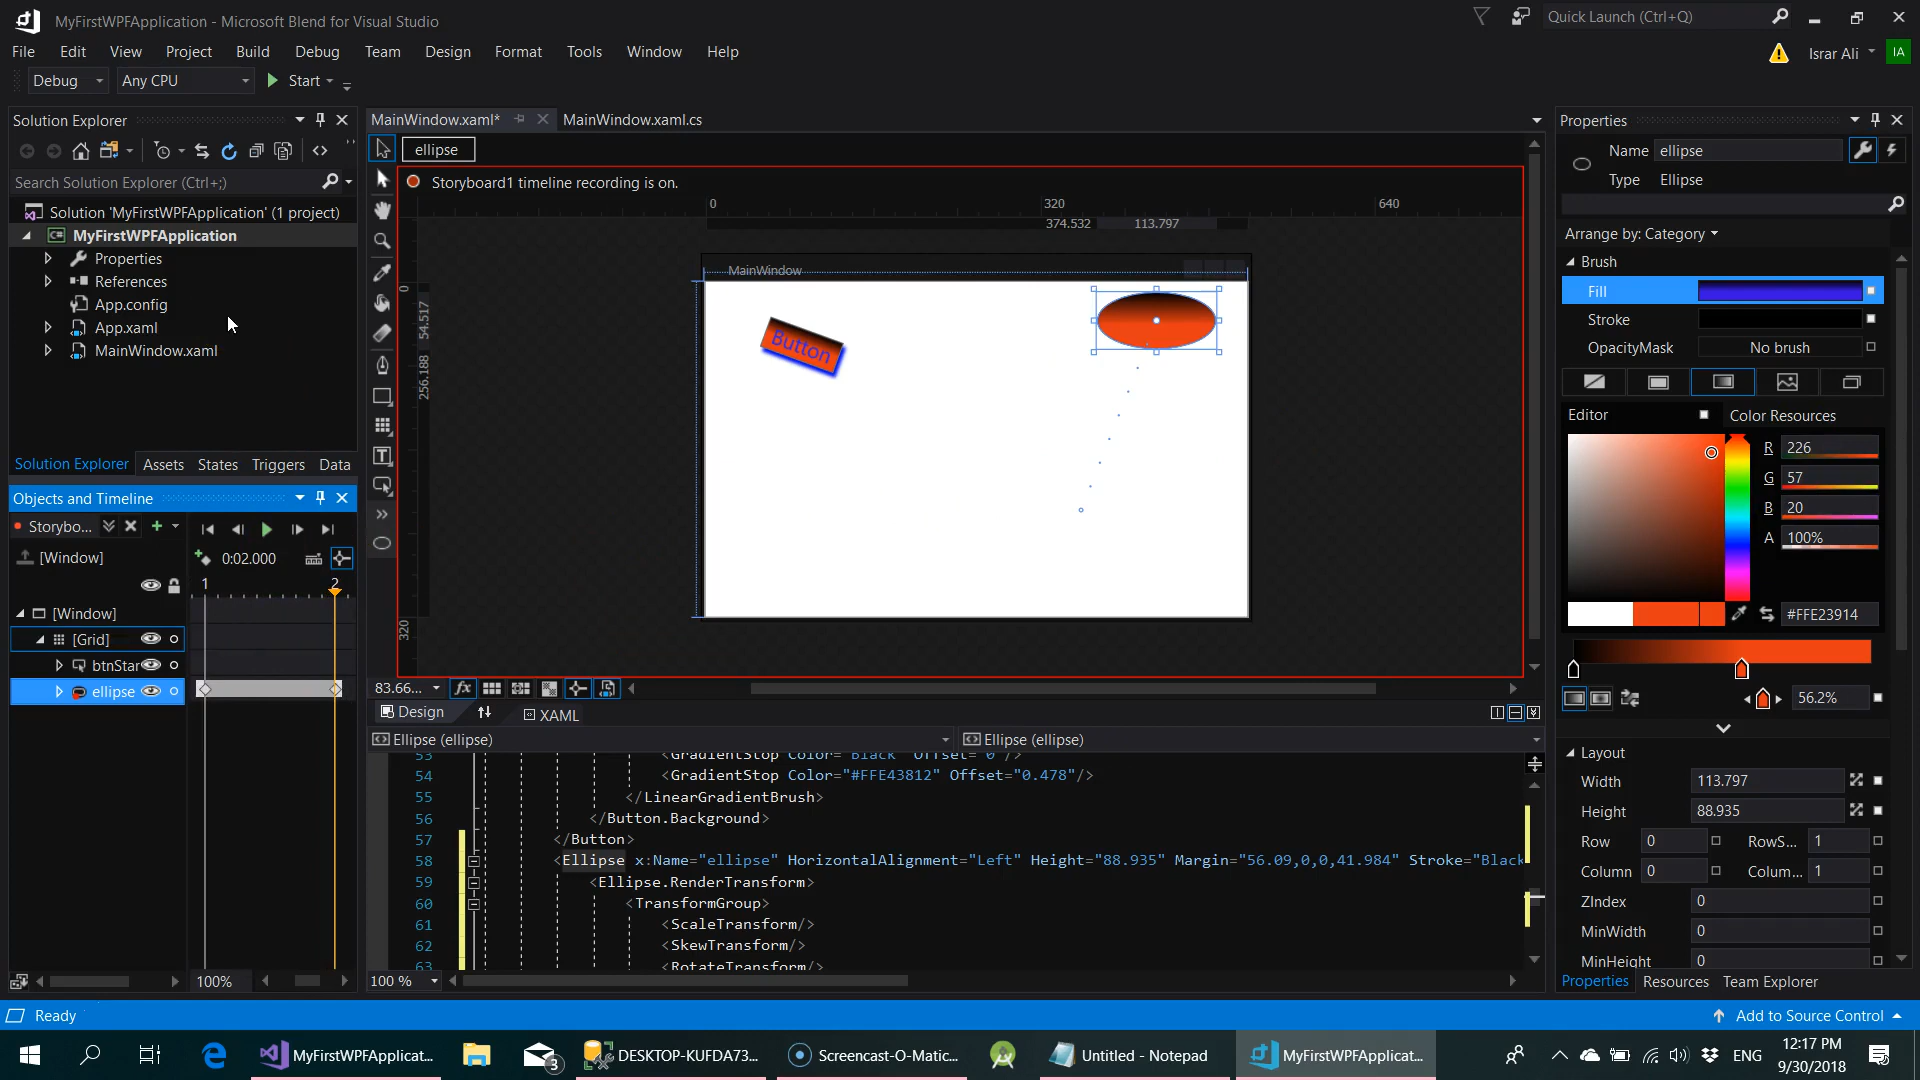 MyFirstWPFApplication - Microsoft Blend for Visual Studio
Quick Launch (Ctrl+Q)
File Edit View Project Build Debug Team Design Format Tools Window Help
Israr Ali IA
Debug Any CPU Start
Solution Explorer
Search Solution Explorer (Ctrl+;)
Solution 'MyFirstWPFApplication' (1 project)
MyFirstWPFApplication
Properties
References
App.config
App.xaml
MainWindow.xaml
Solution Explorer Assets States Triggers Data
Objects and Timeline
Storybo...
[Window] 0:02.000
1 2
[Window]
[Grid]
btnStar
ellipse
100%
MainWindow.xaml* MainWindow.xaml.cs
ellipse
Storyboard1 timeline recording is on.
0 320 640
374.532 113.797
0
54.517
256.188
320
MainWindow
Button
83.66... fx
Design XAML
Ellipse (ellipse) Ellipse (ellipse)
53 <GradientStop Color="Black" Offset="0"/>
54 <GradientStop Color="#FFE43812" Offset="0.478"/>
55 </LinearGradientBrush>
56 </Button.Background>
57 </Button>
58 <Ellipse x:Name="ellipse" HorizontalAlignment="Left" Height="88.935" Margin="56.09,0,0,41.984" Stroke="Black
59 <Ellipse.RenderTransform>
60 <TransformGroup>
61 <ScaleTransform/>
62 <SkewTransform/>
63 <RotateTransform/>
100 %
Properties
Name ellipse
Type Ellipse
Arrange by: Category
Brush
Fill
Stroke
OpacityMask No brush
Editor Color Resources
R 226
G 57
B 20
A 100%
#FFE23914
56.2%
Layout
Width 113.797
Height 88.935
Row 0 RowS... 1
Column 0 Colum... 1
ZIndex 0
MinWidth 0
MinHeight 0
Properties Resources Team Explorer
Ready
Add to Source Control
MyFirstWPFApplicat...
3
DESKTOP-KUFDA73...
Screencast-O-Matic...
Untitled - Notepad
MyFirstWPFApplicat...
ENG
12:17 PM
9/30/2018